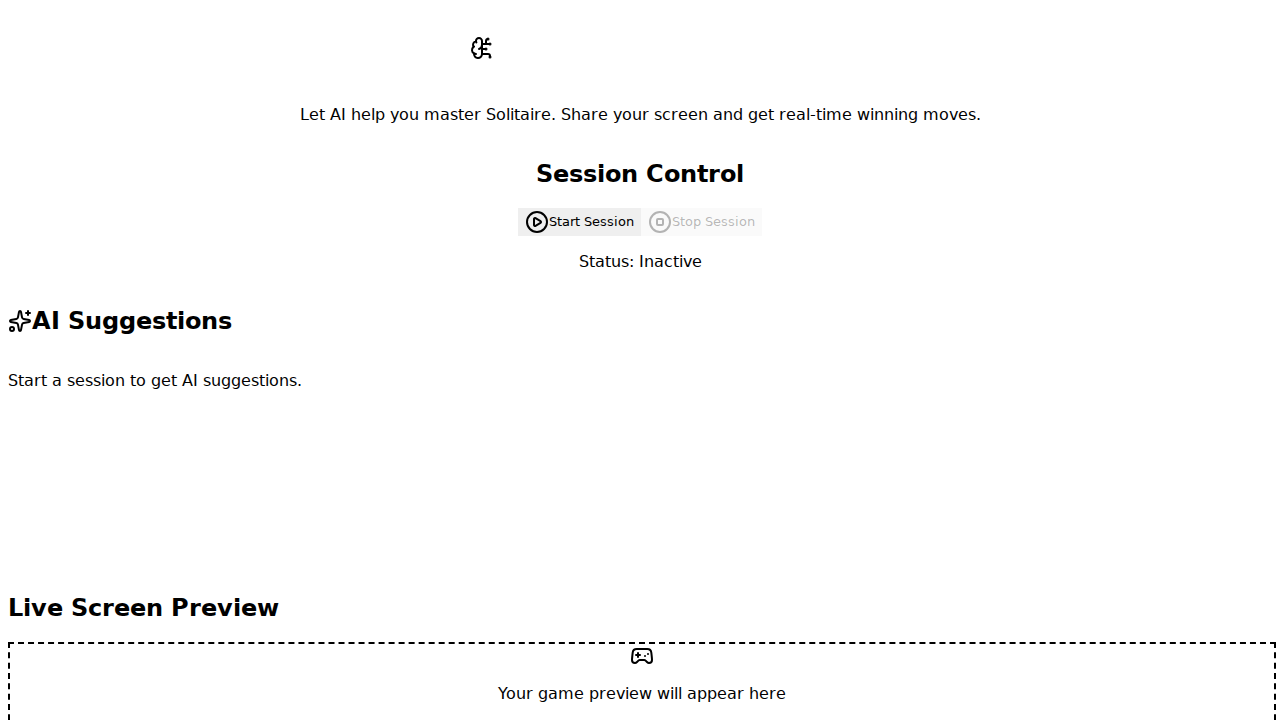 Let AI help you master Solitaire. Share your screen and get real-time winning moves.
Session Control
Start Session Stop Session
Status: Inactive
AI Suggestions
Start a session to get AI suggestions.
Live Screen Preview
Your game preview will appear here